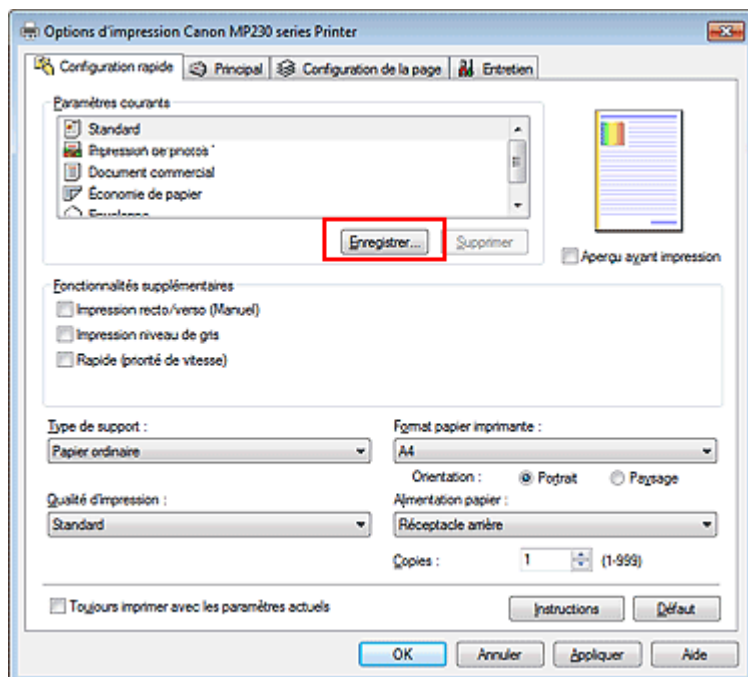 Options d'impression Canon MP230 series Printer
Configuration rapide Principal Configuration de la page Entretien
Paramètres courants
Standard
Impression de photos
Document commercial
Économie de papier
Enregistrer... Supprimer
Aperçu avant impression
Fonctionnalités supplémentaires
Impression recto/verso (Manuel)
Impression niveau de gris
Rapide (priorité de vitesse)
Type de support :
Papier ordinaire
Format papier imprimante :
A4
Orientation : Portrait Paysage
Qualité d'impression :
Standard
Alimentation papier :
Réceptacle arrière
Copies : 1 (1-999)
Toujours imprimer avec les paramètres actuels
Instructions Défaut
OK Annuler Appliquer Aide